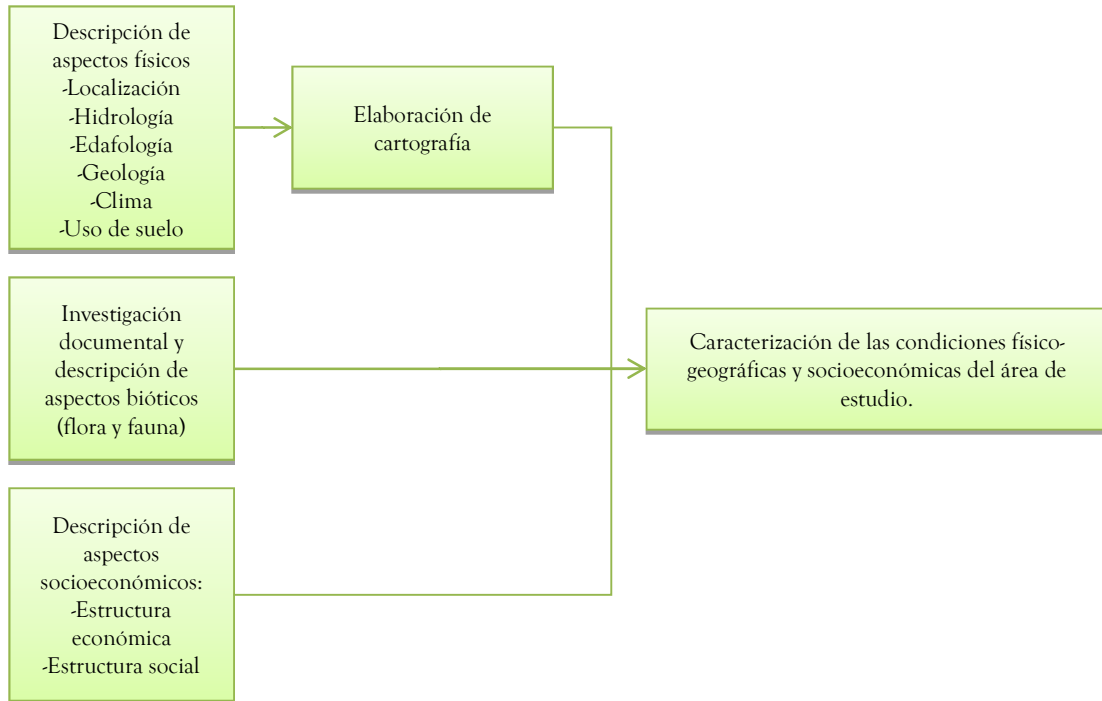 Descripción de
aspectos físicos
-Localización
-Hidrología
-Edafología
-Geología
-Clima
-Uso de suelo
Elaboración de
cartografía
Investigación
documental y
descripción de
aspectos bióticos
(flora y fauna)
Caracterización de las condiciones físico-
geográficas y socioeconómicas del área de
estudio.
Descripción de
aspectos
socioeconómicos:
-Estructura
económica
-Estructura social